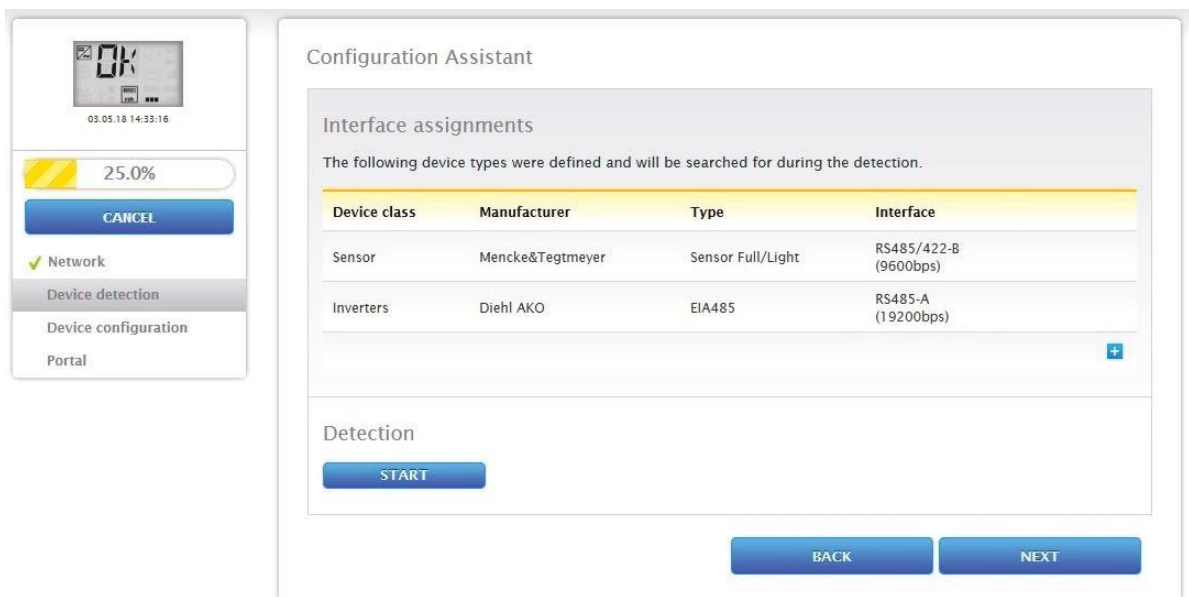 OK
03.05.18 14:33:16
25.0%
CANCEL
Network
Device detection
Device configuration
Portal
Configuration Assistant
Interface assignments
The following device types were defined and will be searched for during the detection.
Device class Manufacturer Type Interface
Sensor Mencke&Tegtmeyer Sensor Full/Light RS485/422-B
(9600bps)
Inverters Diehl AKO EIA485 RS485-A
(19200bps)
+
Detection
START
BACK NEXT